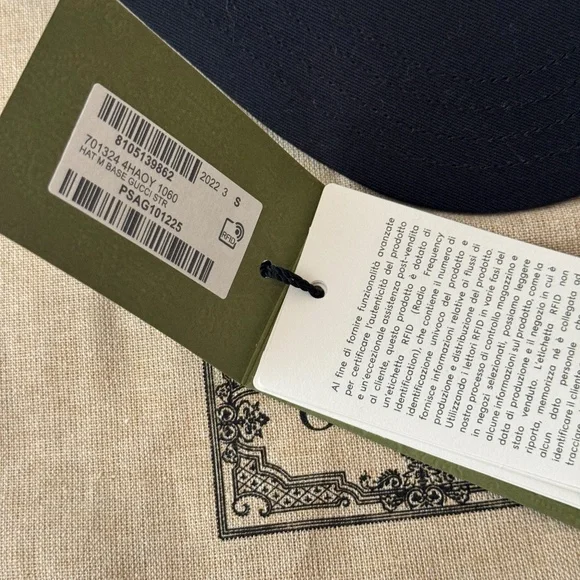 8105139862
2022 3 S
701324 4HAOY 1060
HAT M BASE GUCCI STR
PSAG101225
RFID
Al fine di fornire funzionalità avanzate
per certificare l'autenticità del prodotto
e un'eccezionale assistenza post-vendita
al cliente, questo prodotto è dotato di
un'etichetta RFID (Radio Frequency
Identification), che contiene il numero di
identificazione univoco del prodotto e
fornisce informazioni relative ai flussi di
produzione e distribuzione del prodotto.
Utilizzando i lettori RFID in varie fasi del
nostro processo di controllo magazzino e
in negozi selezionati, possiamo leggere
alcune informazioni sul prodotto, come la
data di produzione e il negozio in cui è
stato venduto. L'etichetta RFID non
riporta, memorizza né è collegata ad
alcun dato personale che
identificare il cliente